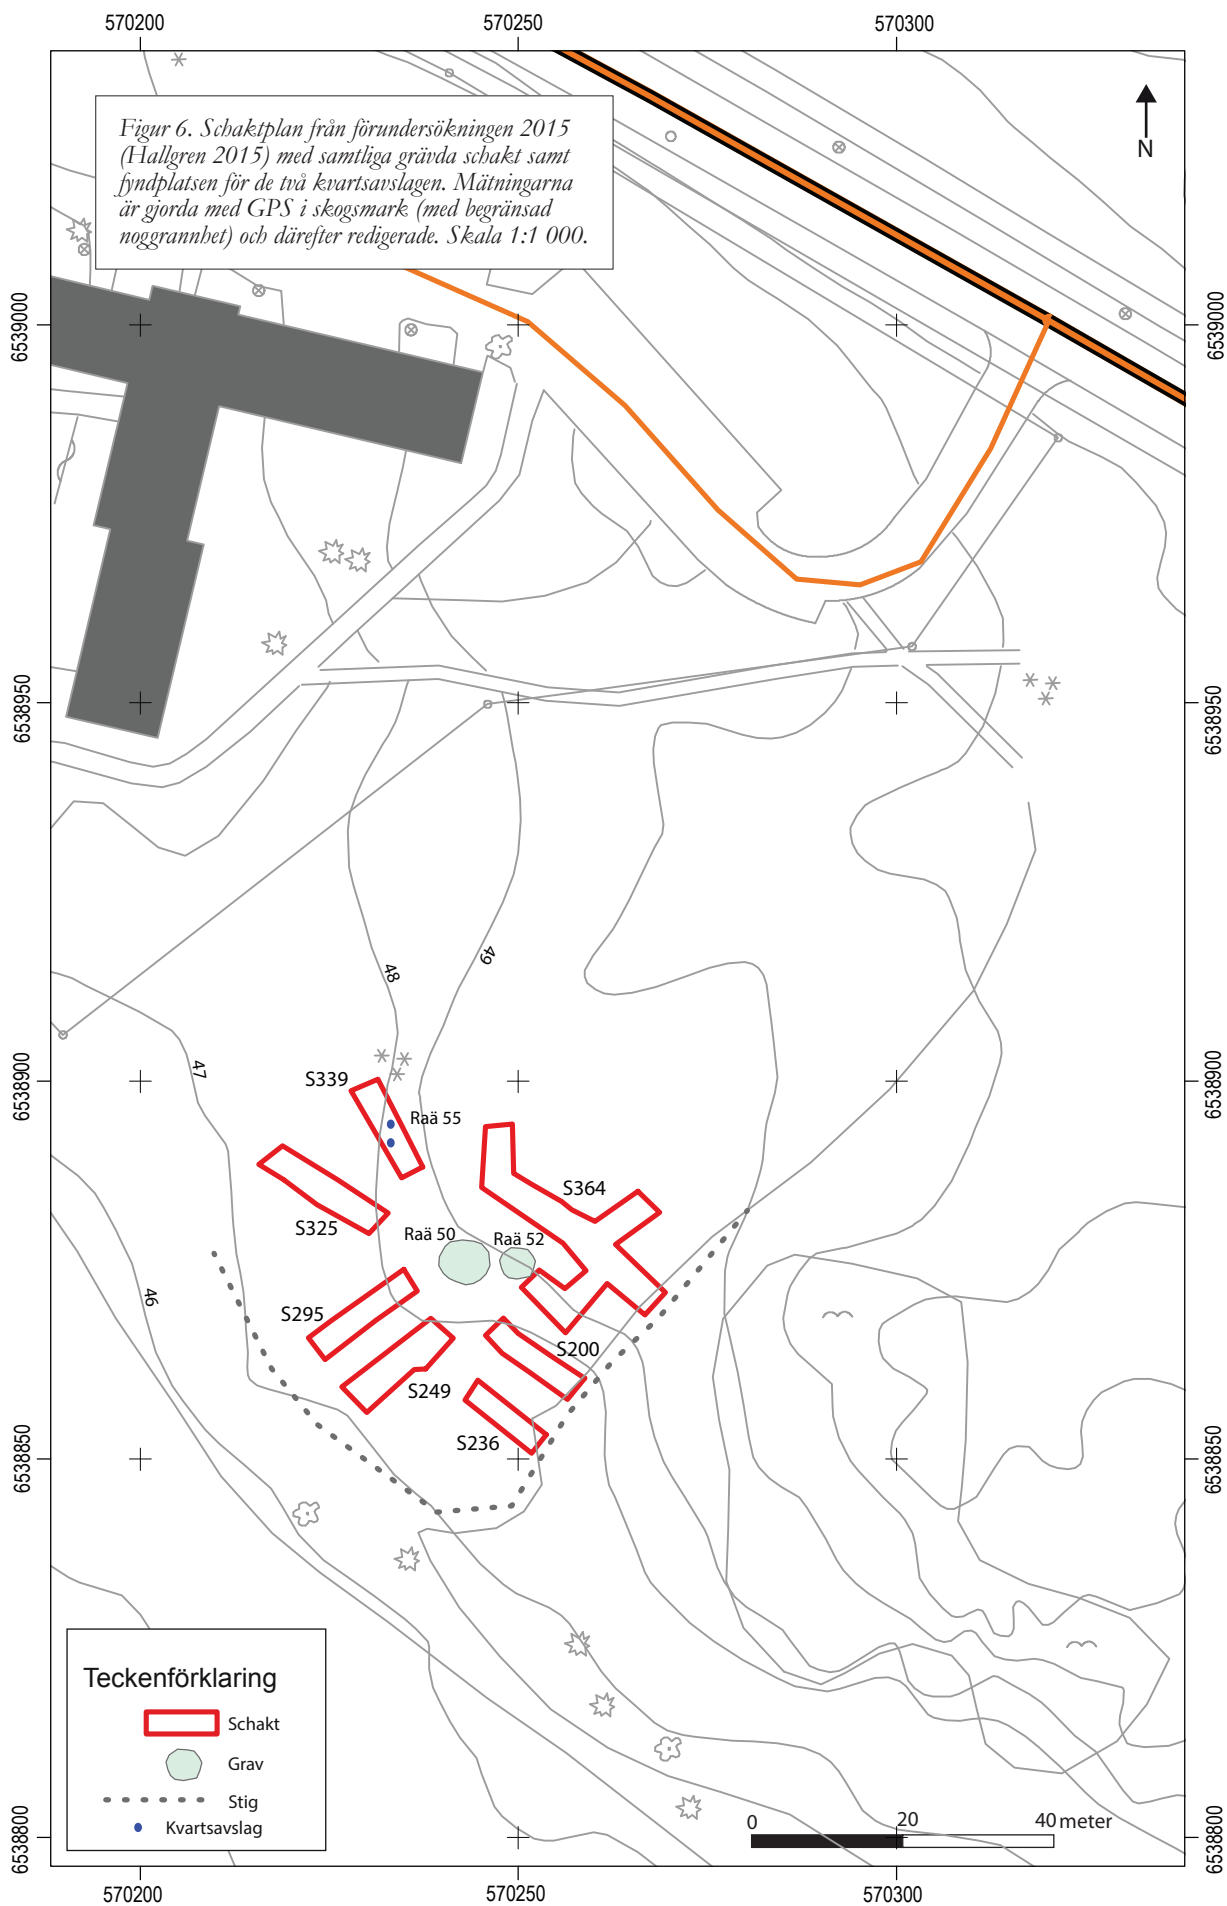 570200
570250
570300
Figur 6. Schaktplan från förundersökningen 2015
(Hallgren 2015) med samtliga grävda schakt samt
fyndplatsen för de två kvartsavslagen. Mätningarna
är gjorda med GPS i skogsmark (med begränsad
noggrannhet) och därefter redigerade. Skala 1:1 000.
N
6539000
6539000
6538950
6538950
49
48
47
6538900
6538900
S339
Raä 55
S364
S325
Raä 50
Raä 52
46
S295
S200
S249
S236
6538850
6538850
Teckenförklaring
Schakt
Grav
Stig
Kvartsavslag
0
20
40 meter
6538800
6538800
570200
570250
570300